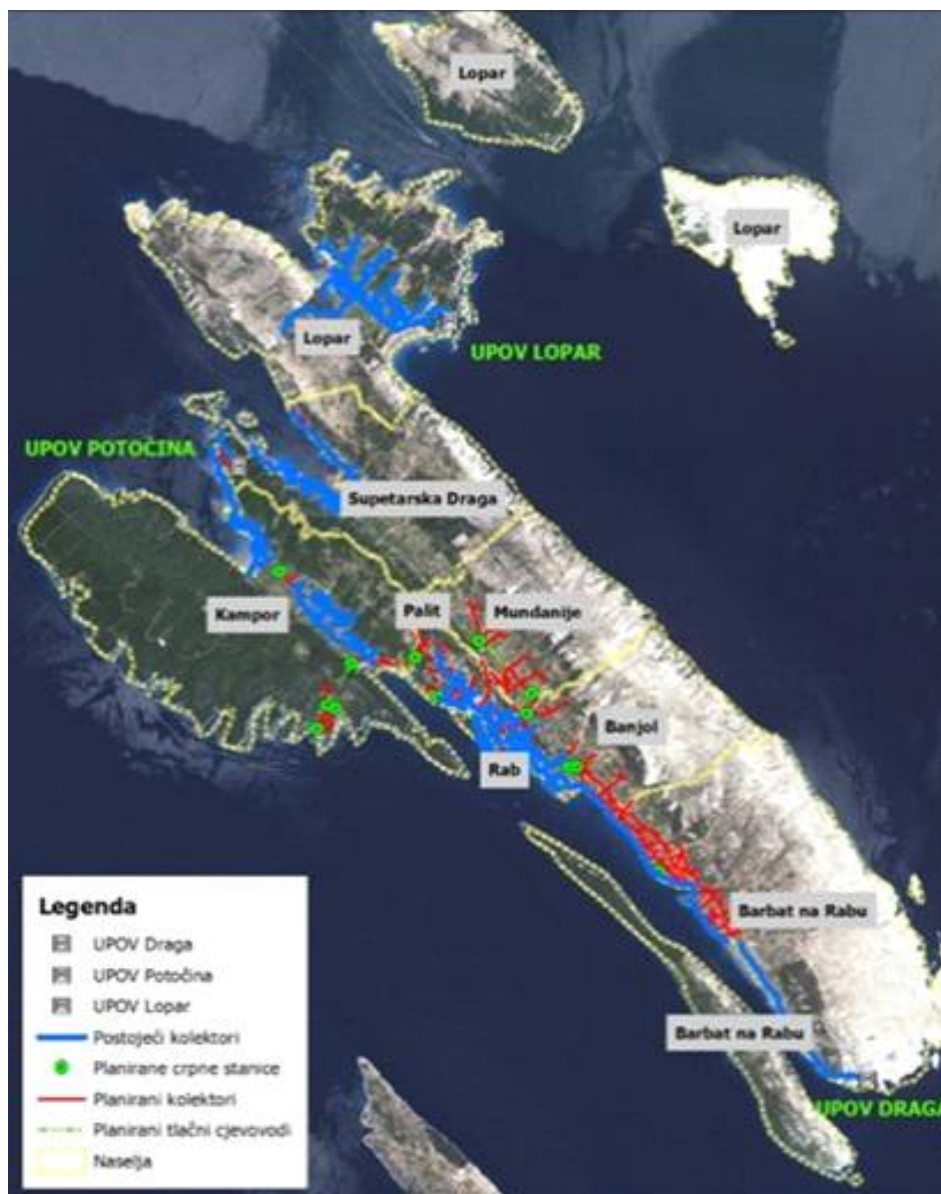 Lopar
Lopar
Lopar
UPOV LOPAR
UPOV POTOČINA
Supetarska Draga
Kampor
Palit
Mundanije
Banjol
Rab
Barbat na Rabu
Barbat na Rabu
UPOV DRAGA
Legenda
UPOV Draga
UPOV Potočina
UPOV Lopar
Postojeći kolektori
Planirane crpne stanice
Planirani kolektori
Planirani tlačni cjevovodi
Naselja